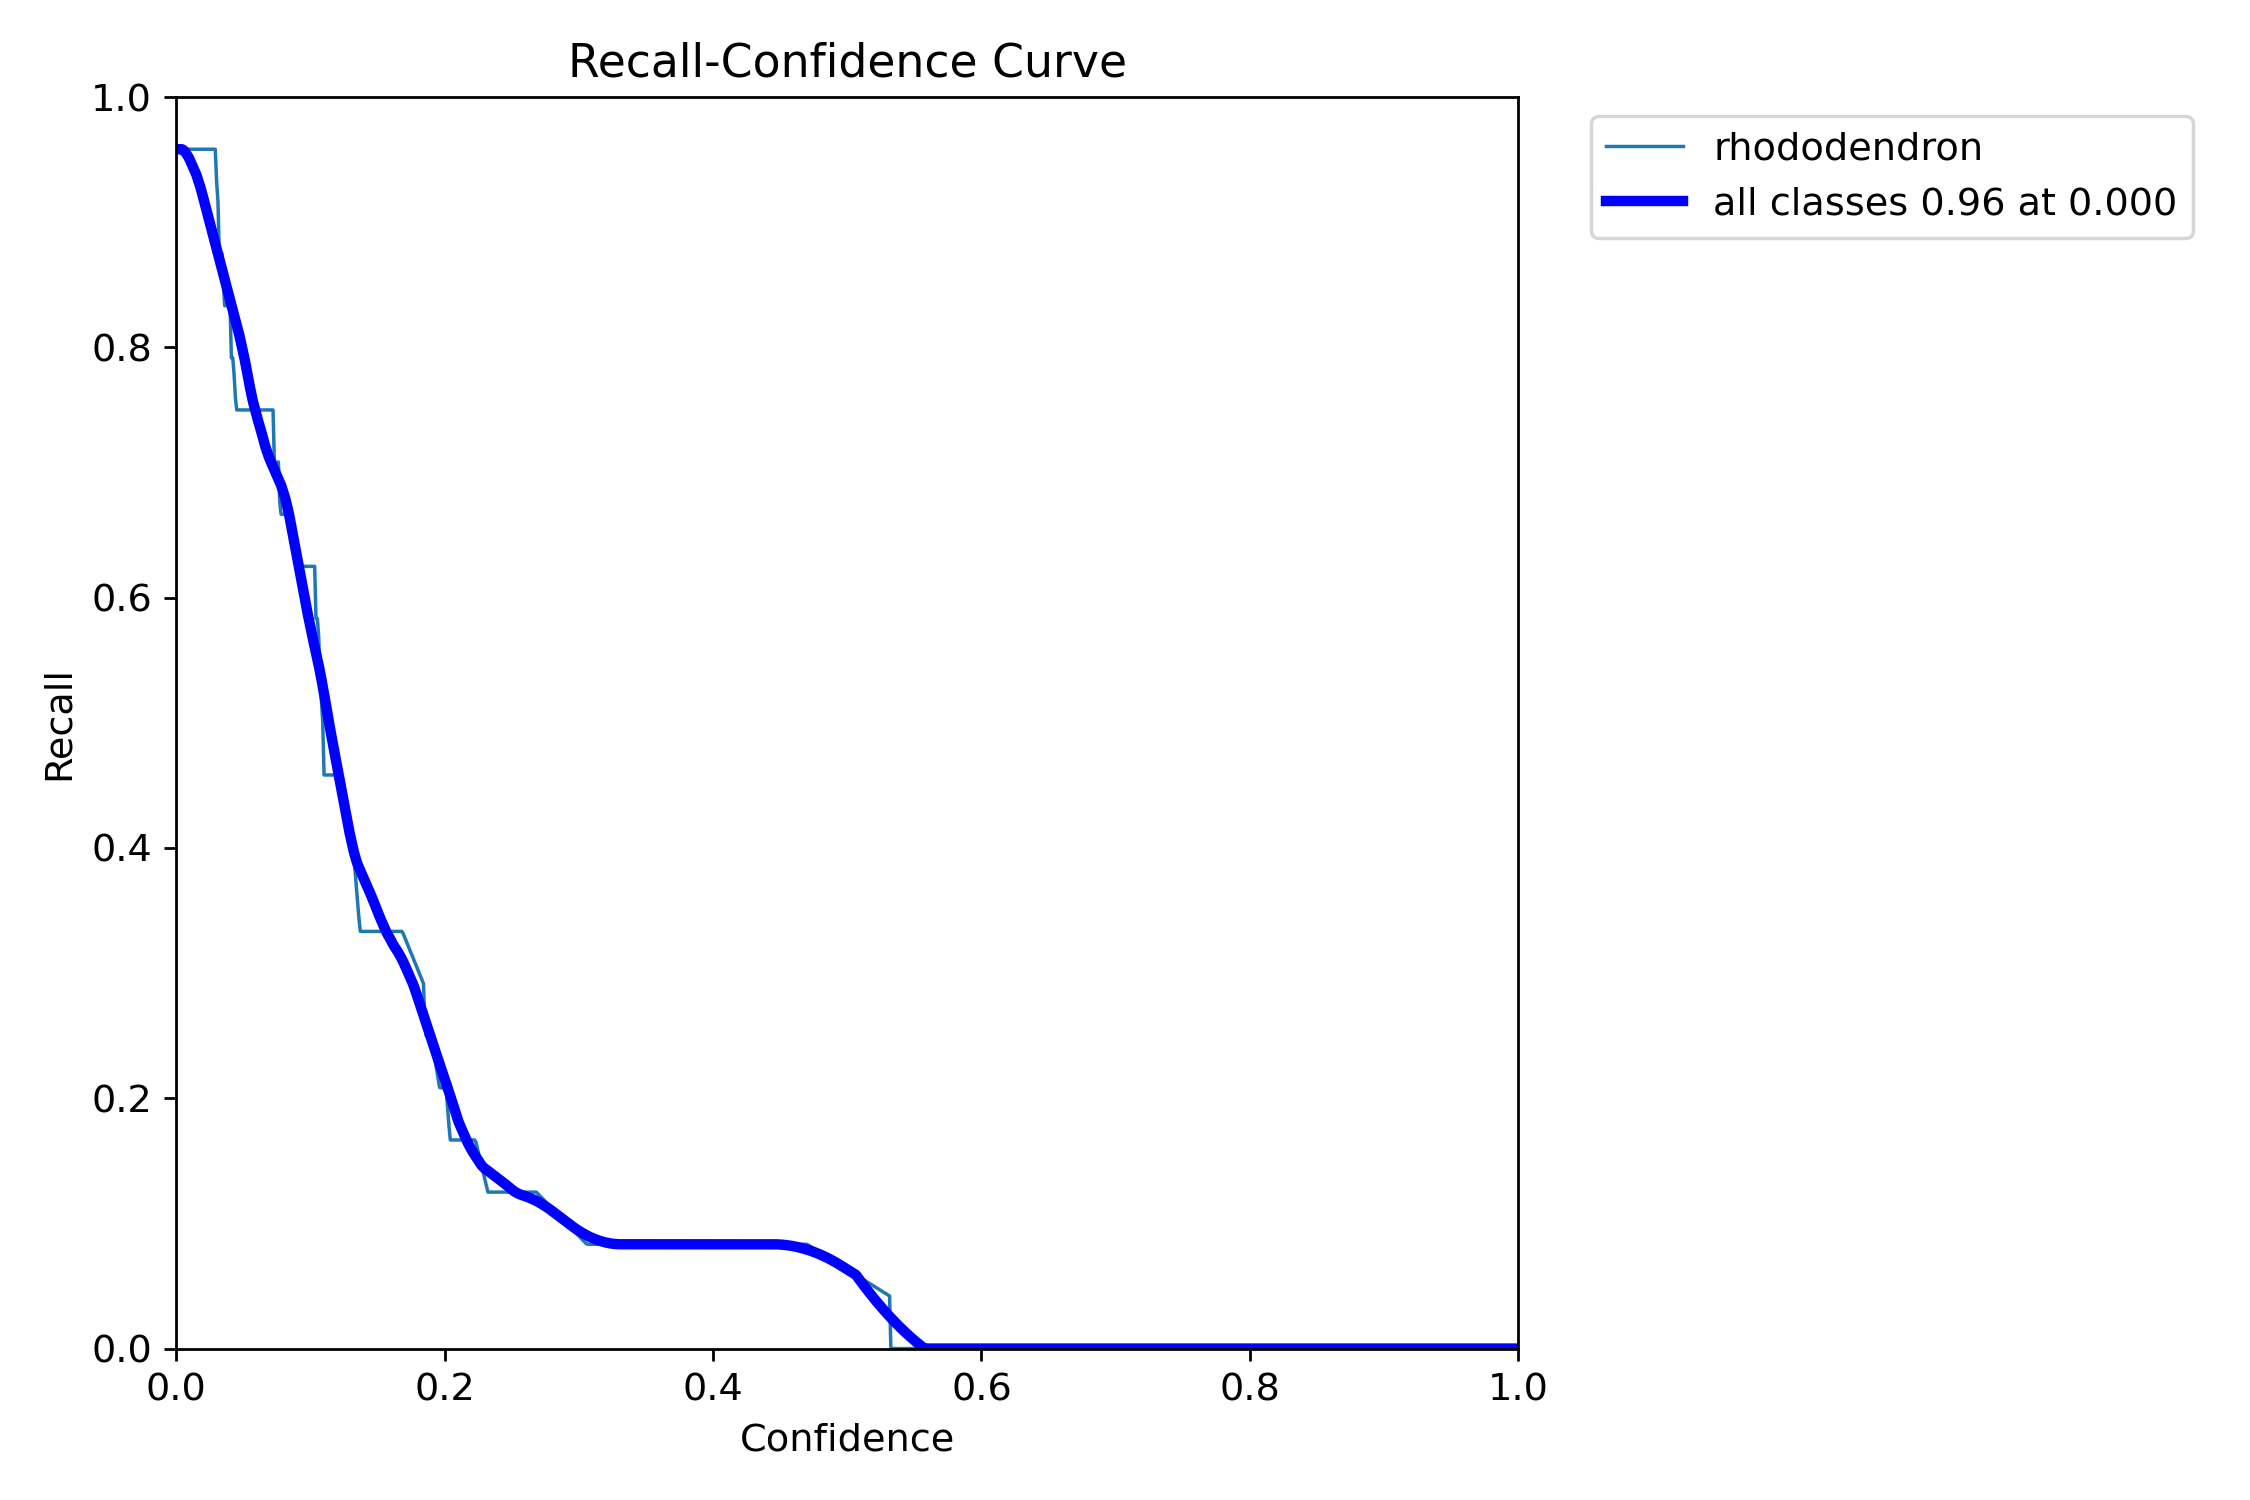 Recall-Confidence Curve
1.0
0.8
0.6
0.4
0.2
0.0
Recall
0.0 0.2 0.4 0.6 0.8 1.0
Confidence
rhododendron
all classes 0.96 at 0.000